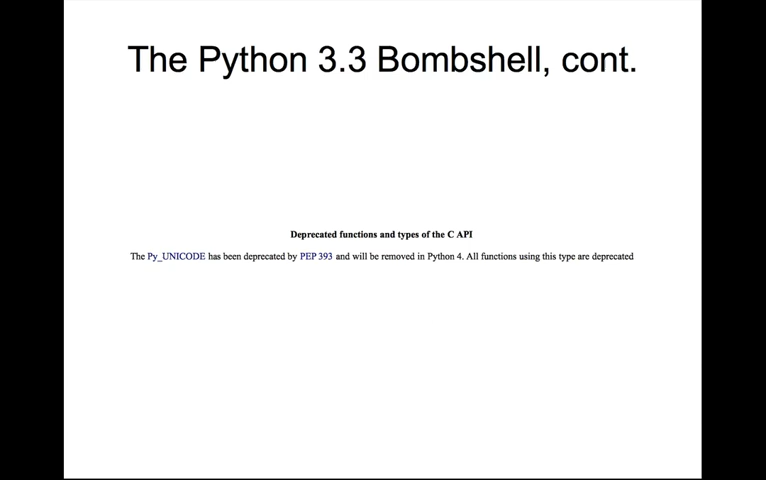 The Python 3.3 Bombshell, cont.
Deprecated functions and types of the C API
The Py_UNICODE has been deprecated by PEP 393 and will be removed in Python 4. All functions using this type are deprecated